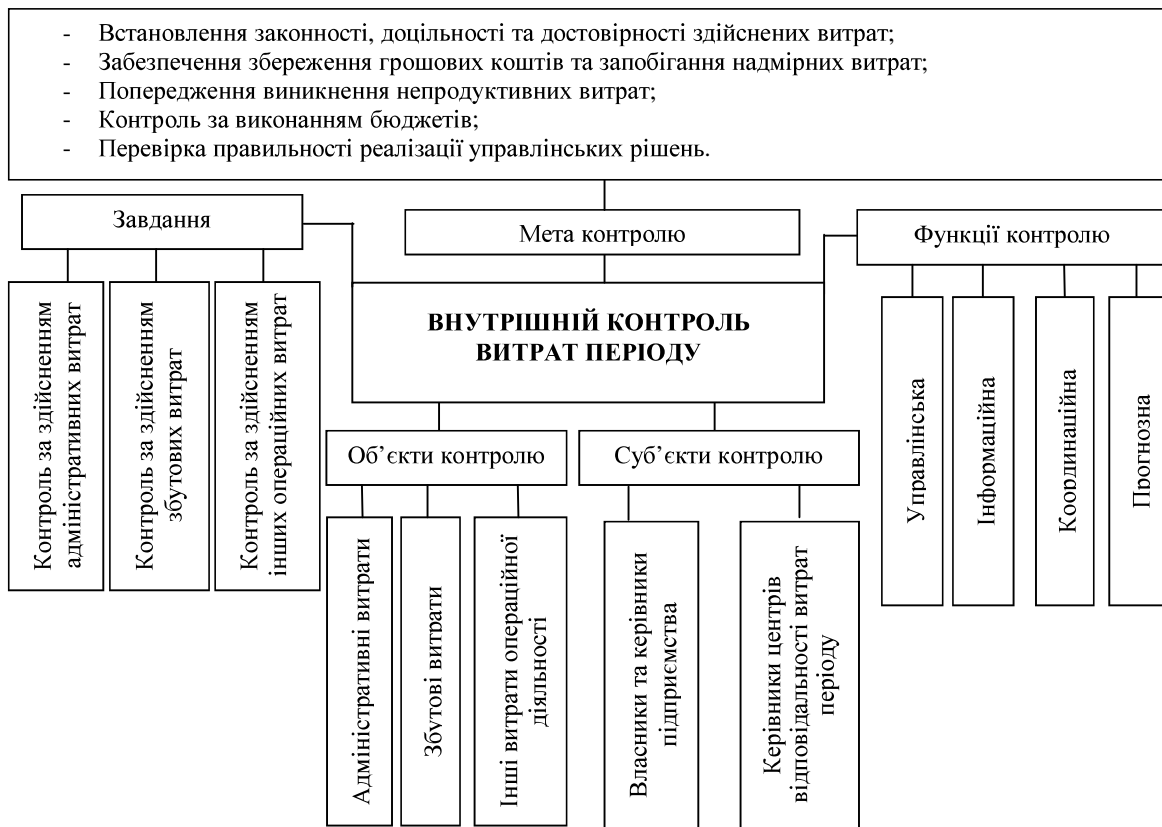 - Встановлення законності, доцільності та достовірності здійснених витрат;
- Забезпечення збереження грошових коштів та запобігання надмірних витрат;
- Попередження виникнення непродуктивних витрат;
- Контроль за виконанням бюджетів;
- Перевірка правильності реалізації управлінських рішень.
Завдання
Мета контролю
Функції контролю
Контроль за здійсненням
адміністративних витрат
Контроль за здійсненням
збутових витрат
Контроль за здійсненням
інших операційних витрат
ВНУТРІШНІЙ КОНТРОЛЬ
ВИТРАТ ПЕРІОДУ
Управлінська
Інформаційна
Координаційна
Прогнозна
Об’єкти контролю
Суб’єкти контролю
Адміністративні витрати
Збутові витрати
Інші витрати операційної
діяльності
Власники та керівники
підприємства
Керівники центрів
відповідальності витрат
періоду